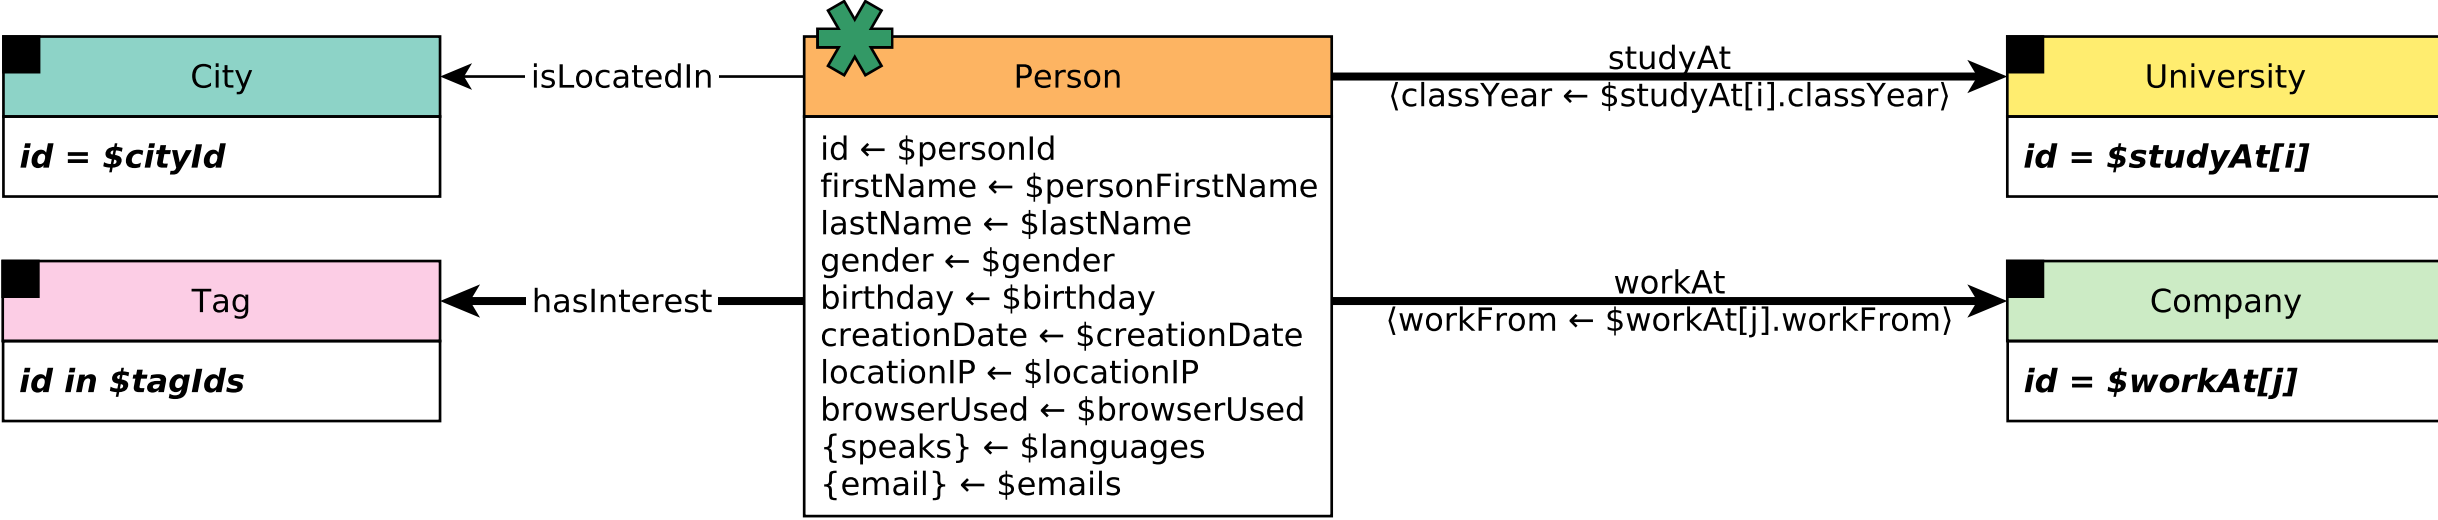 City
id = $cityId
isLocatedIn
Tag
id in $tagIds
hasInterest
Person
id ← $personId
firstName ← $personFirstName
lastName ← $lastName
gender ← $gender
birthday ← $birthday
creationDate ← $creationDate
locationIP ← $locationIP
browserUsed ← $browserUsed
{speaks} ← $languages
{email} ← $emails
studyAt
⟨classYear ← $studyAt[i].classYear⟩
University
id = $studyAt[i]
workAt
⟨workFrom ← $workAt[j].workFrom⟩
Company
id = $workAt[j]